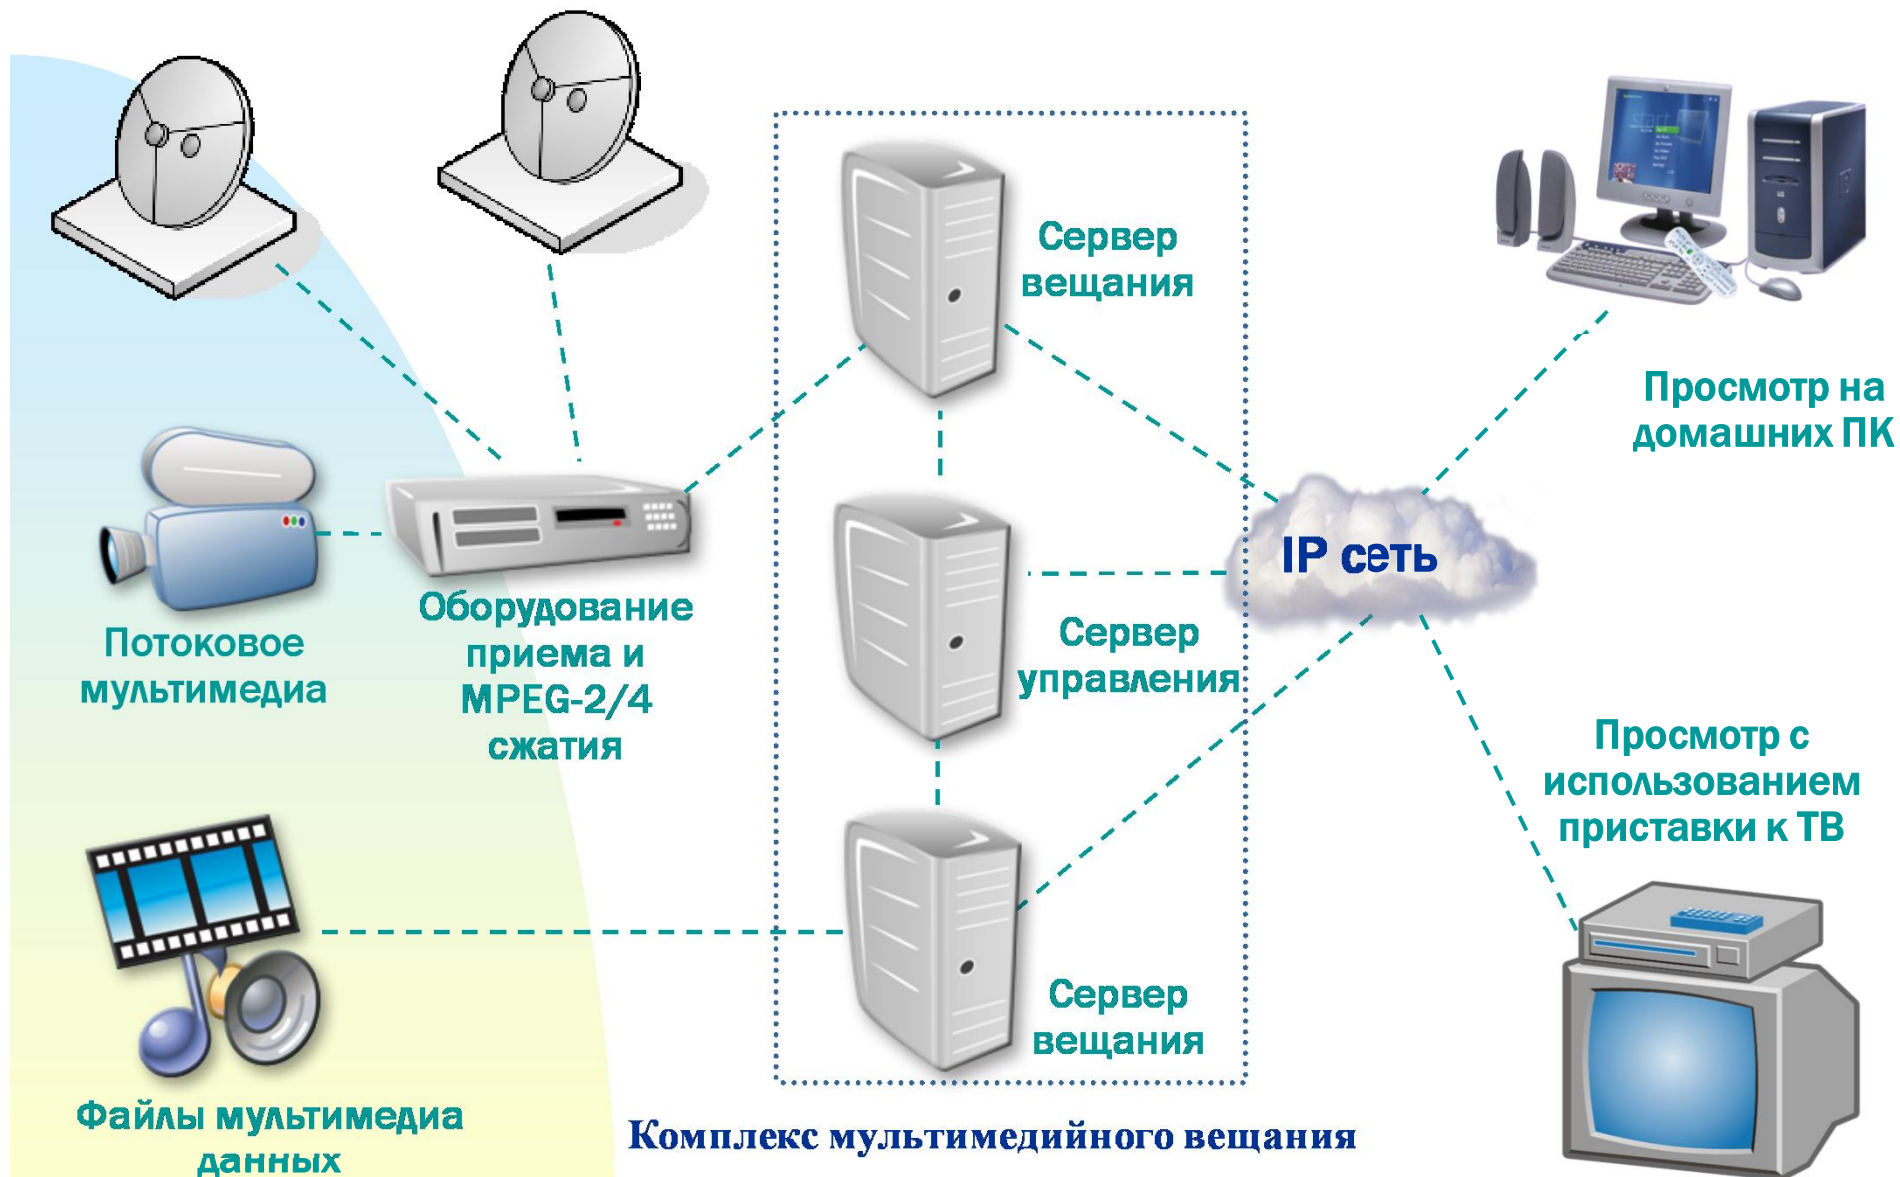 Сервер
вещания
Просмотр на
домашних ПК
IP сеть
Потоковое
мультимедиа
Оборудование
приема и
MPEG-2/4
сжатия
Сервер
управления
Просмотр с
использованием
приставки к ТВ
Сервер
вещания
Файлы мультимедиа
данных
Комплекс мультимедийного вещания
start